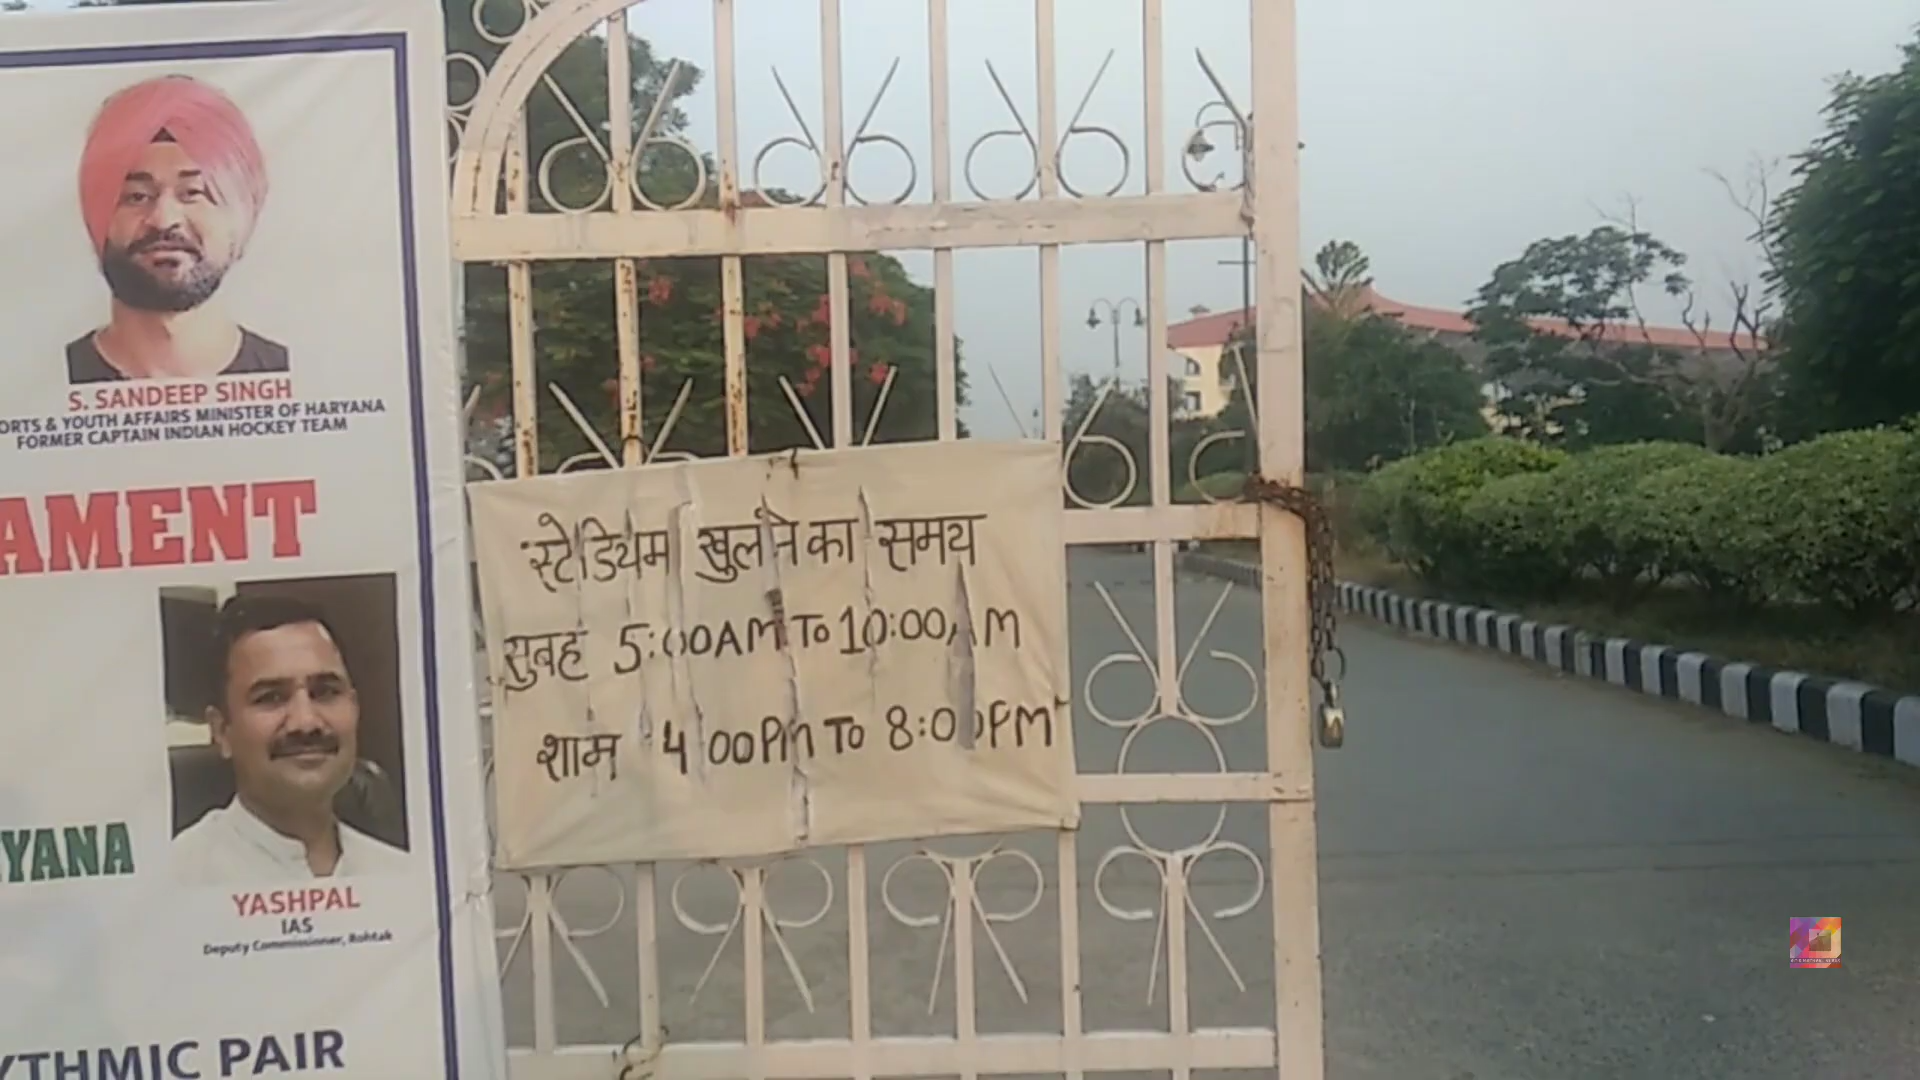 S. SANDEEP SINGH
ORTS & YOUTH AFFAIRS MINISTER OF HARYANA
FORMER CAPTAIN INDIAN HOCKEY TEAM
AMENT
YANA
YASHPAL
IAS
Deputy Commissinner, Rohtak
YTHMIC PAIR
स्टेडियम खुलने का समय
सुबह 5:00AM To 10:00AM
शाम 4 00PM To 8:00PM